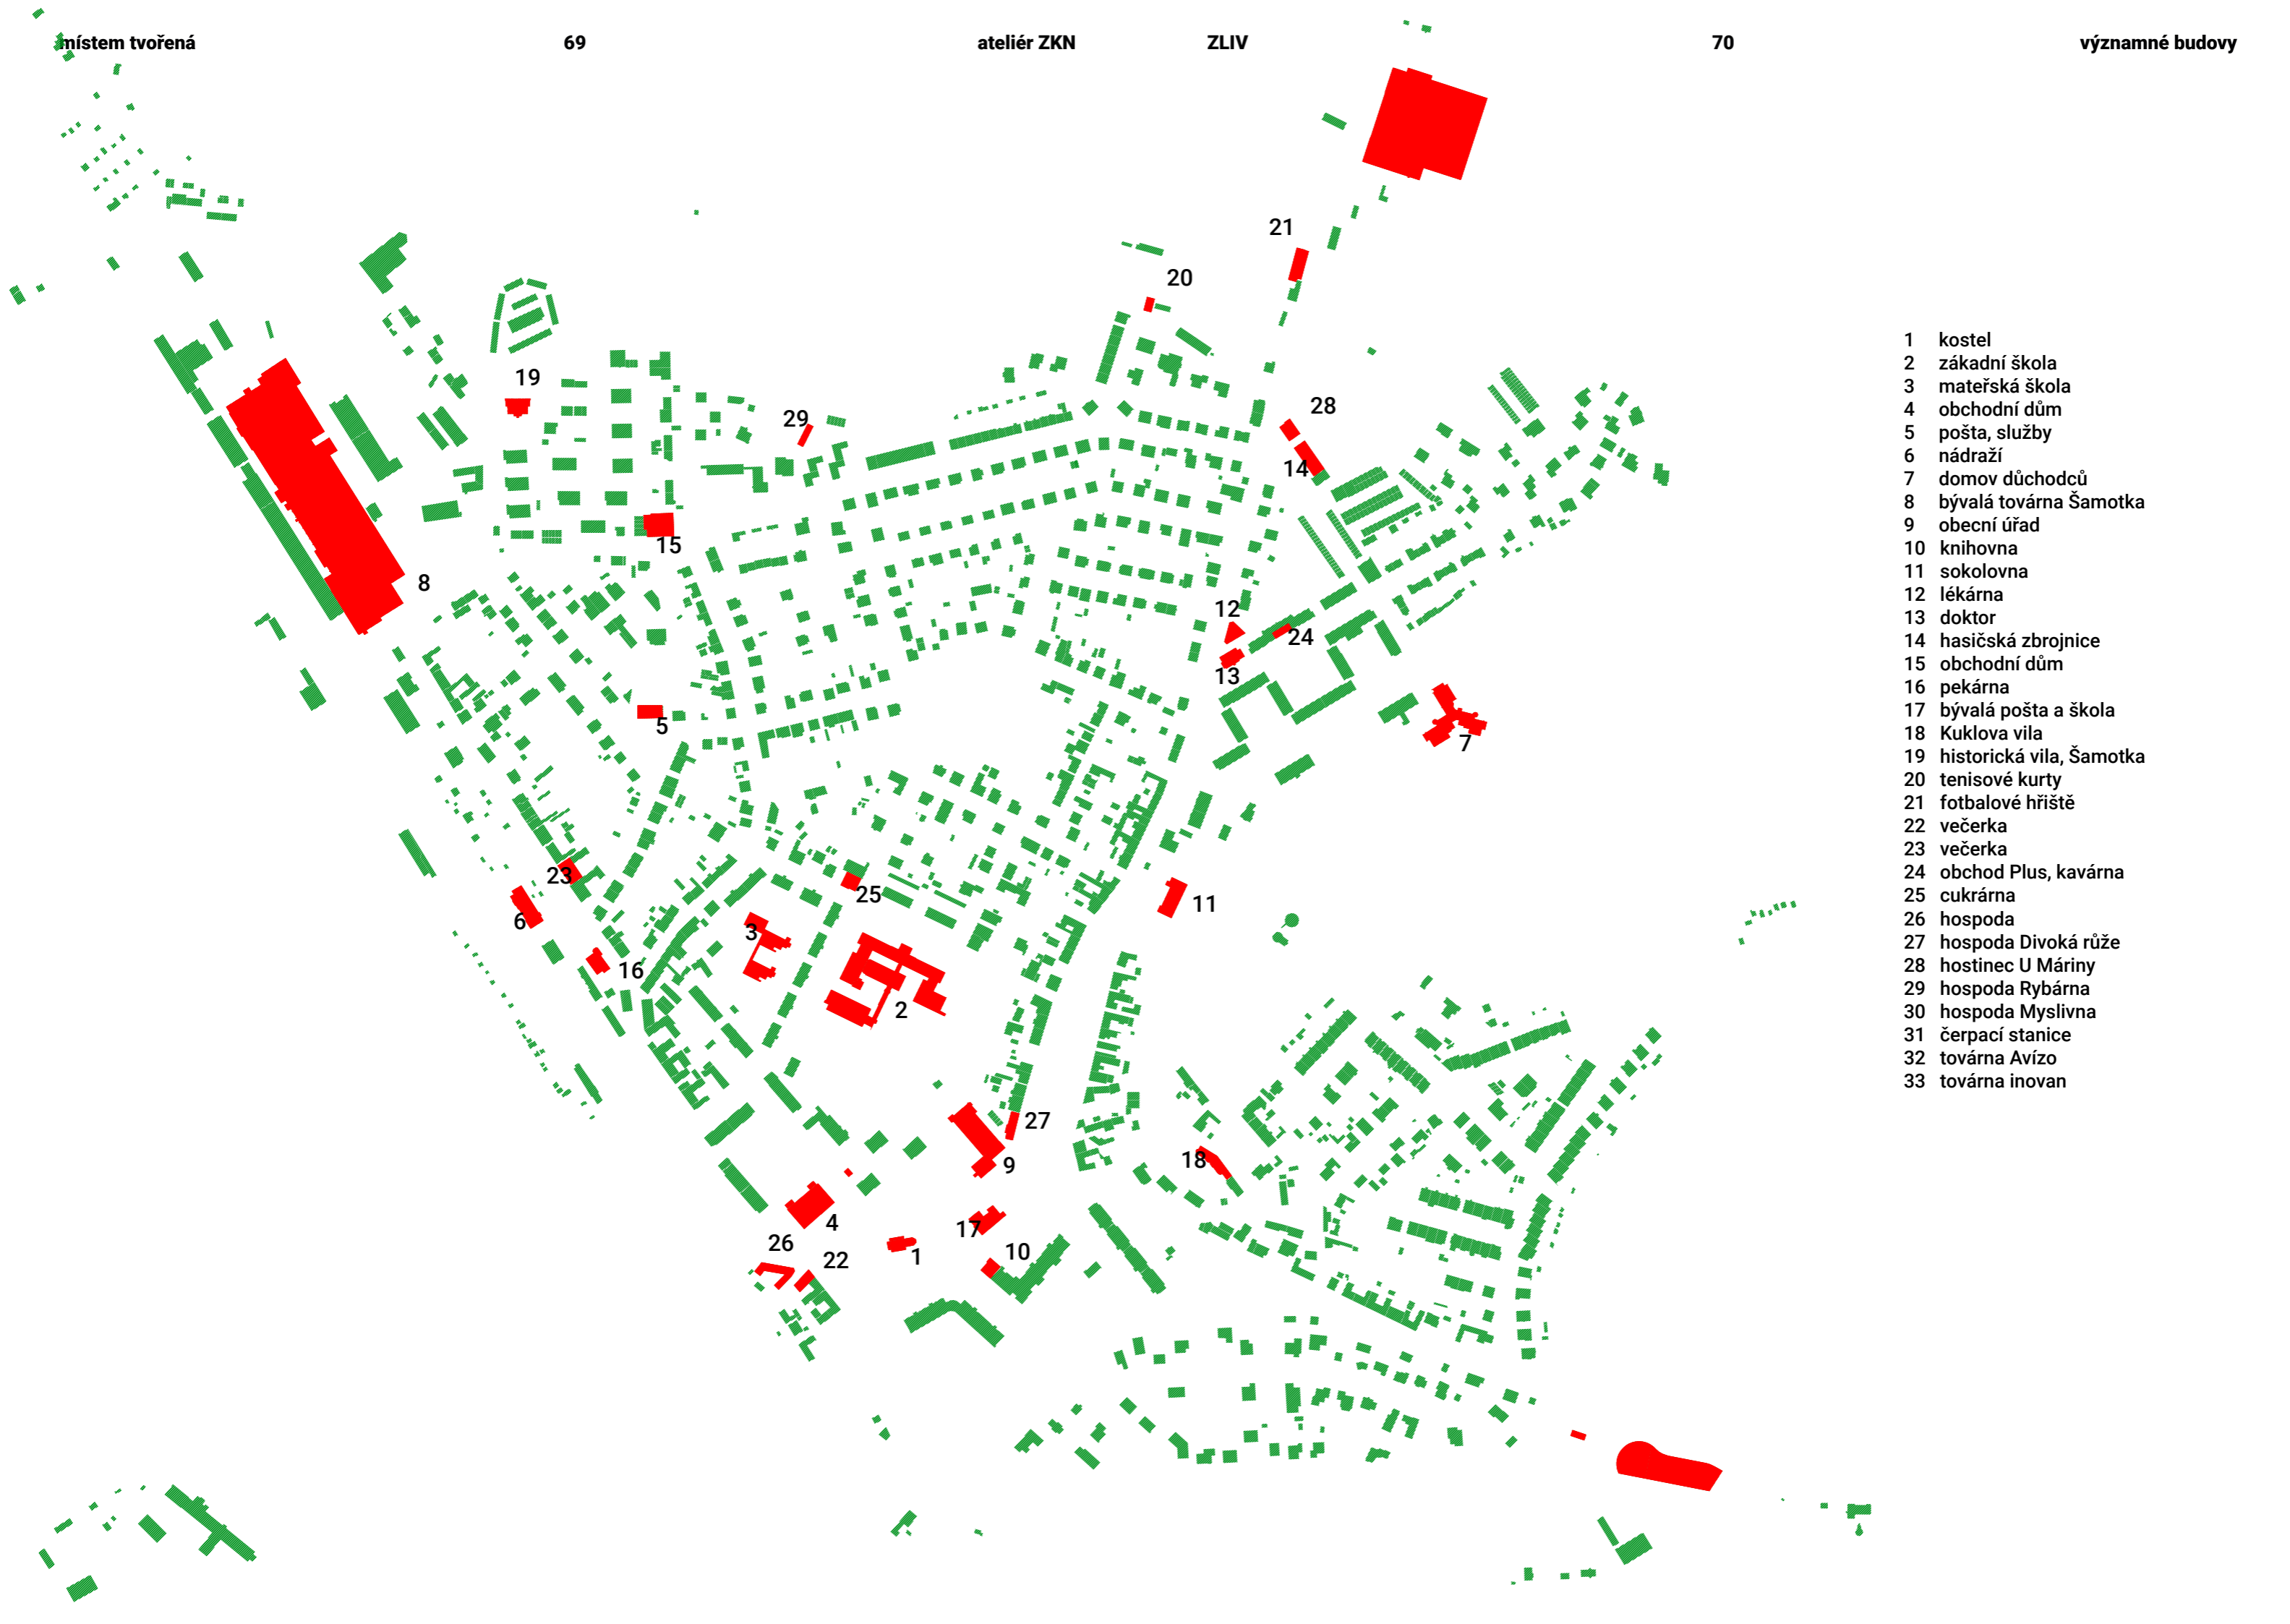 místem tvořená
69
ateliér ZKN
ZLIV
70
významné budovy
21
20
28
19
29
14
15
8
12
24
13
5
7
23
25
6
11
3
16
2
27
9
18
4
17
26
22
1
10
1 kostel
2 zákadní škola
3 mateřská škola
4 obchodní dům
5 pošta, služby
6 nádraží
7 domov důchodců
8 bývalá továrna Šamotka
9 obecní úřad
10 knihovna
11 sokolovna
12 lékárna
13 doktor
14 hasičská zbrojnice
15 obchodní dům
16 pekárna
17 bývalá pošta a škola
18 Kuklova vila
19 historická vila, Šamotka
20 tenisové kurty
21 fotbalové hřiště
22 večerka
23 večerka
24 obchod Plus, kavárna
25 cukrárna
26 hospoda
27 hospoda Divoká růže
28 hostinec U Máriny
29 hospoda Rybárna
30 hospoda Myslivna
31 čerpací stanice
32 továrna Avízo
33 továrna inovan